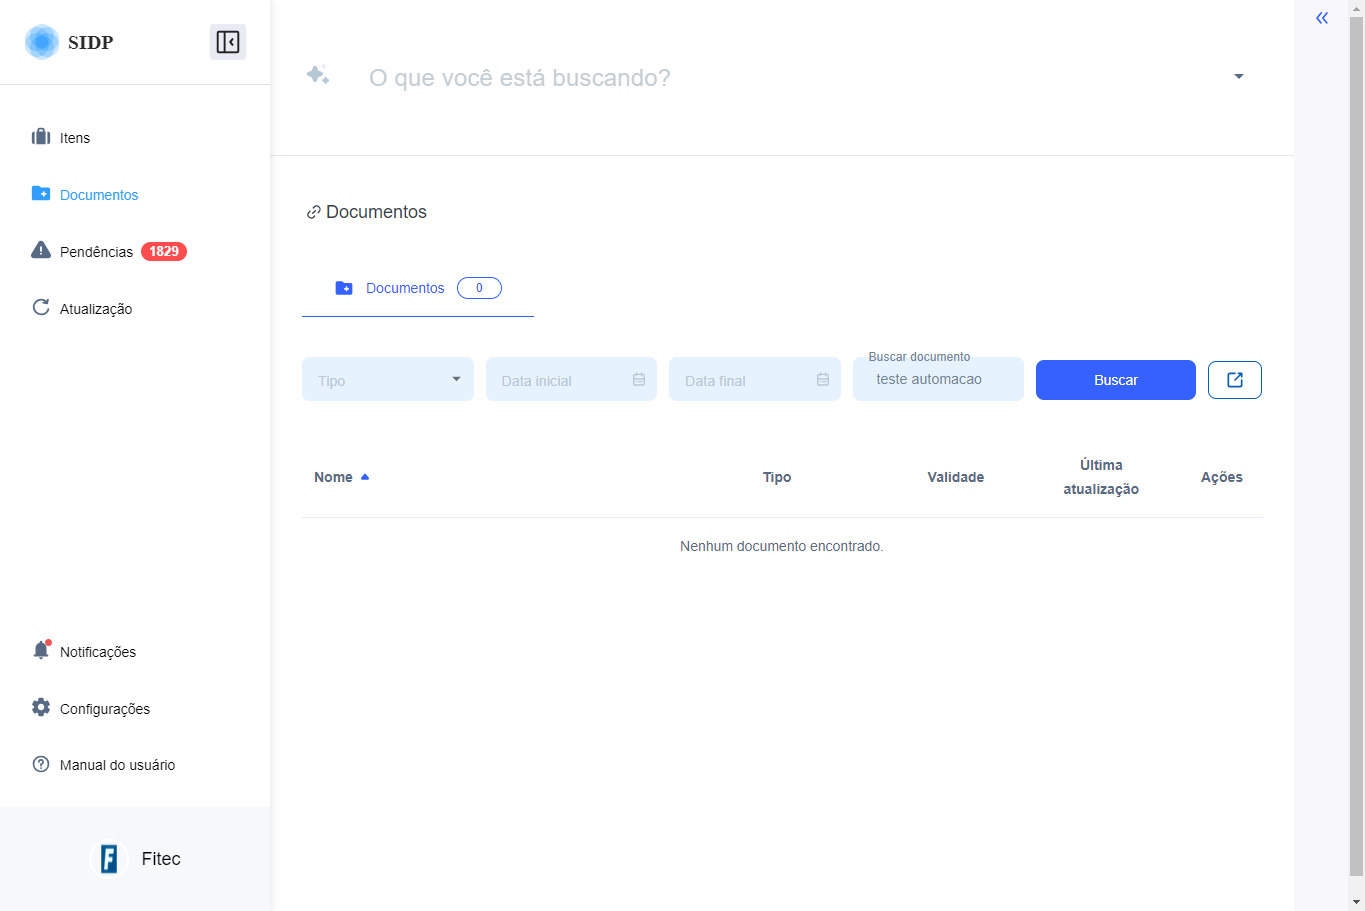 SIDP
Itens
Documentos
Pendências 1829
Atualização
Notificações
Configurações
Manual do usuário
Fitec
O que você está buscando?
Documentos
Documentos 0
Tipo
Data inicial
Data final
Buscar documento
teste automacao
Buscar
Nome
Tipo
Validade
Última
atualização
Ações
Nenhum documento encontrado.